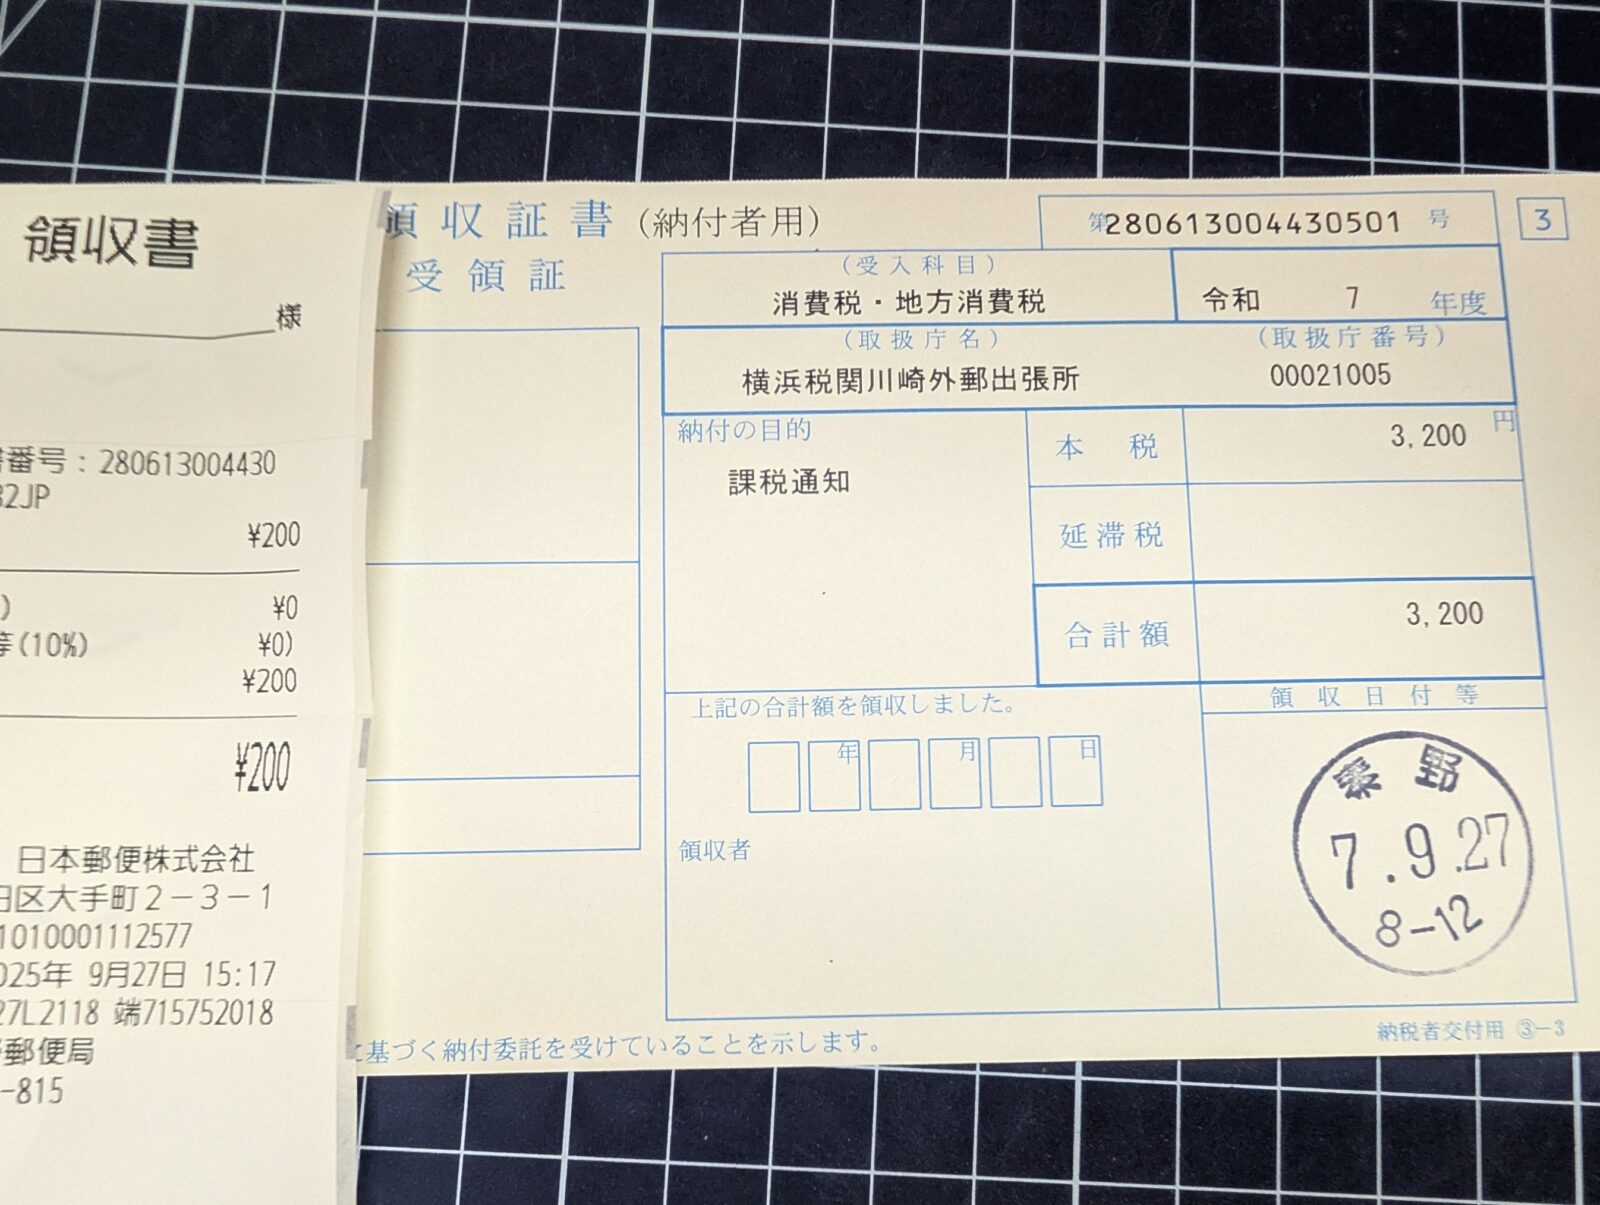 領収書
様
番号：280613004430
32JP
¥200
) ¥0
等(10%) ¥0)
¥200
¥200
日本郵便株式会社
田区大手町２－３－１
1010001112577
025年 9月27日 15:17
27L2118 端715752018
郵便局
-815
領収証書(納付者用)
受領証
第280613004430501号
3
(受入科目)
消費税・地方消費税
令和 7 年度
(取扱庁名) (取扱庁番号)
横浜税関川崎外郵出張所 00021005
納付の目的
課税通知
本税 3,200円
延滞税
合計額 3,200
上記の合計額を領収しました。
年 月 日
領収者
領収日付等
秦野
7.9.27
8-12
に基づく納付委託を受けていることを示します。
納税者交付用 ③-3